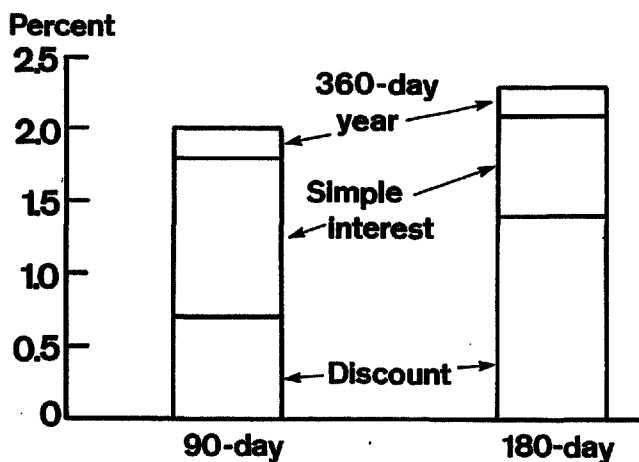 Percent
2.5
2.0
1.5
1.0
0.5
0
360-day
year
Simple
interest
Discount
90-day
180-day